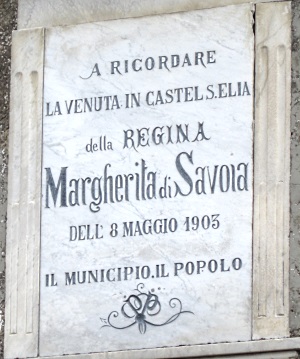 A RICORDARE
LA VENUTA IN CASTEL S. ELIA
della REGINA
Margherita di Savoia
DELL' 8 MAGGIO 1903
IL MUNICIPIO. IL POPOLO